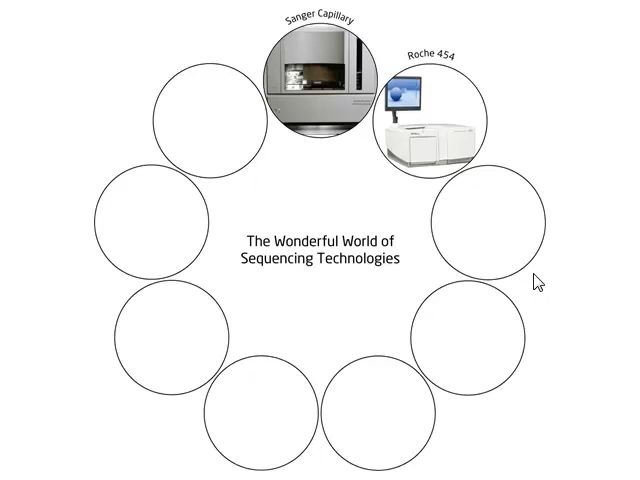 Sanger Capillary
Roche 454
The Wonderful World of
Sequencing Technologies